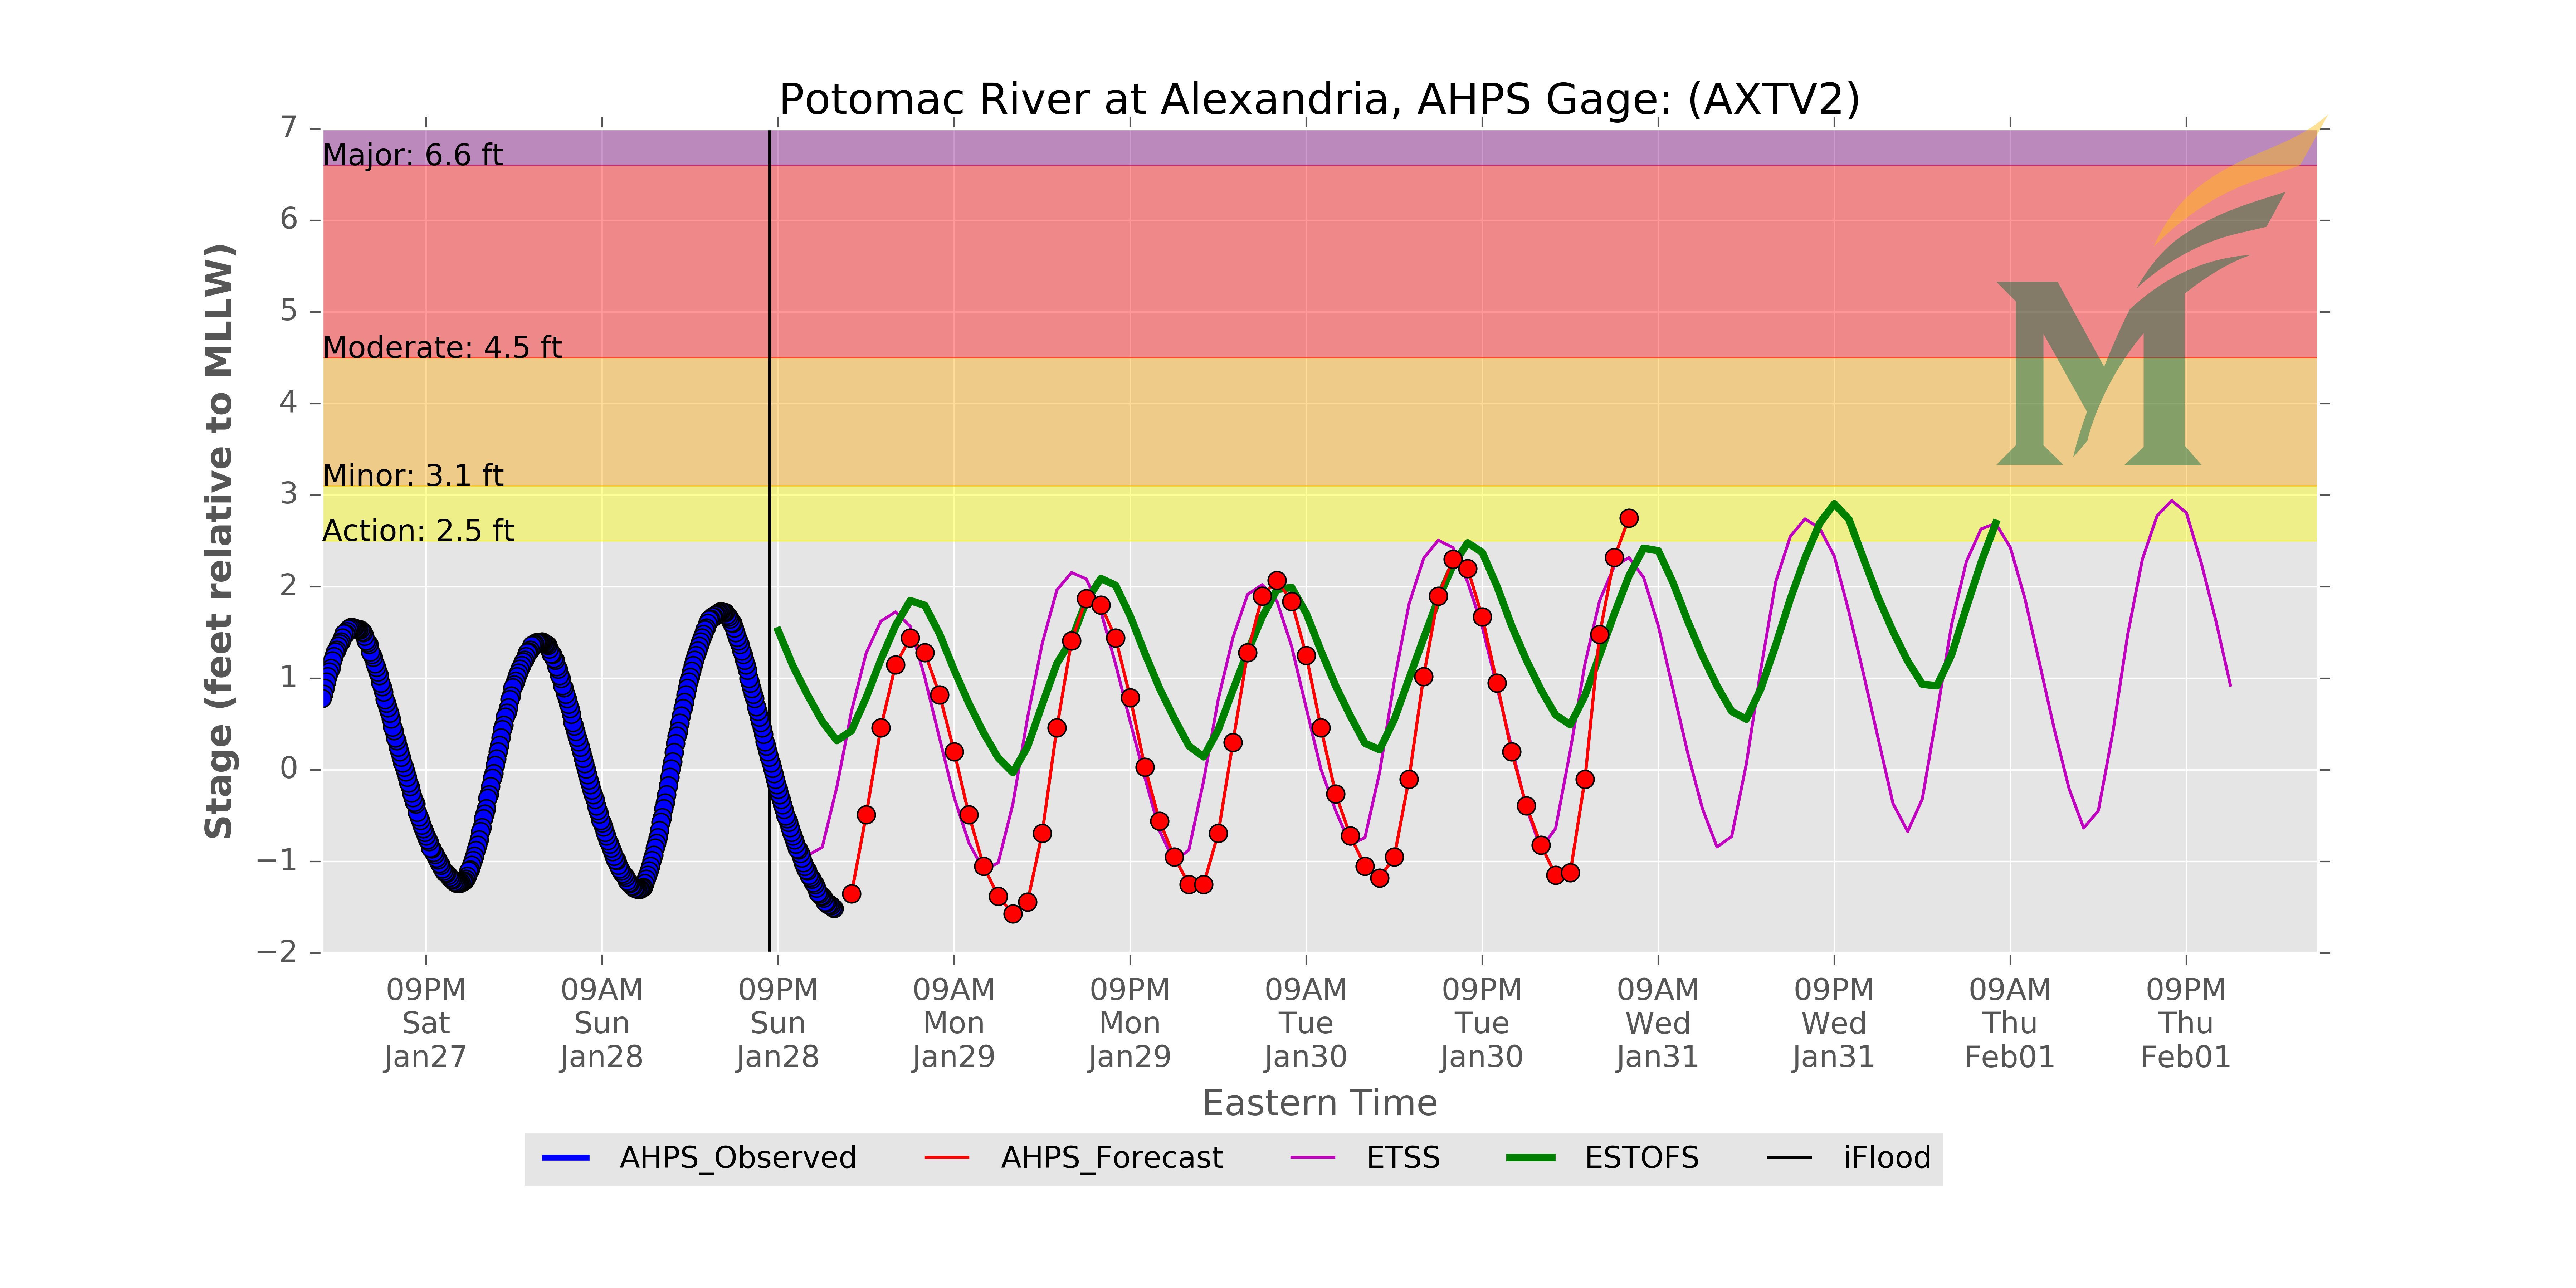 Potomac River at Alexandria, AHPS Gage: (AXTV2)
7
Major: 6.6 ft
6
5
Moderate: 4.5 ft
4
Minor: 3.1 ft
3
Action: 2.5 ft
2
1
0
−1
−2
Stage (feet relative to MLLW)
09PM 09AM 09PM 09AM 09PM 09AM 09PM 09AM 09PM 09AM 09PM
Sat Sun Sun Mon Mon Tue Tue Wed Wed Thu Thu
Jan27 Jan28 Jan28 Jan29 Jan29 Jan30 Jan30 Jan31 Jan31 Feb01 Feb01
Eastern Time
AHPS_Observed AHPS_Forecast ETSS ESTOFS iFlood